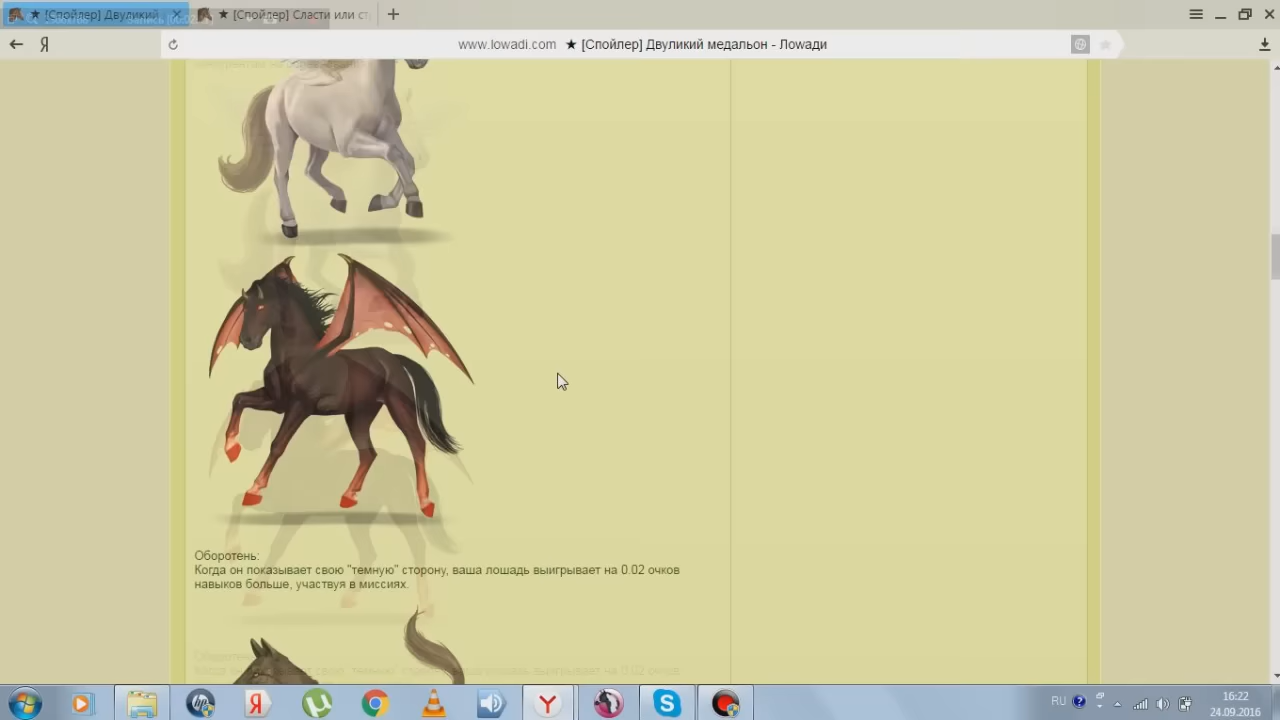 ★ [Спойлер] Двуликий
★ [Спойлер] Сласти или ст
www.lowadi.com ★ [Спойлер] Двуликий медальон - Ловади
Оборотень:
Когда он показывает свою "темную" сторону, ваша лошадь выигрывает на 0.02 очков
навыков больше, участвуя в миссиях.
RU
16:22
24.09.2016